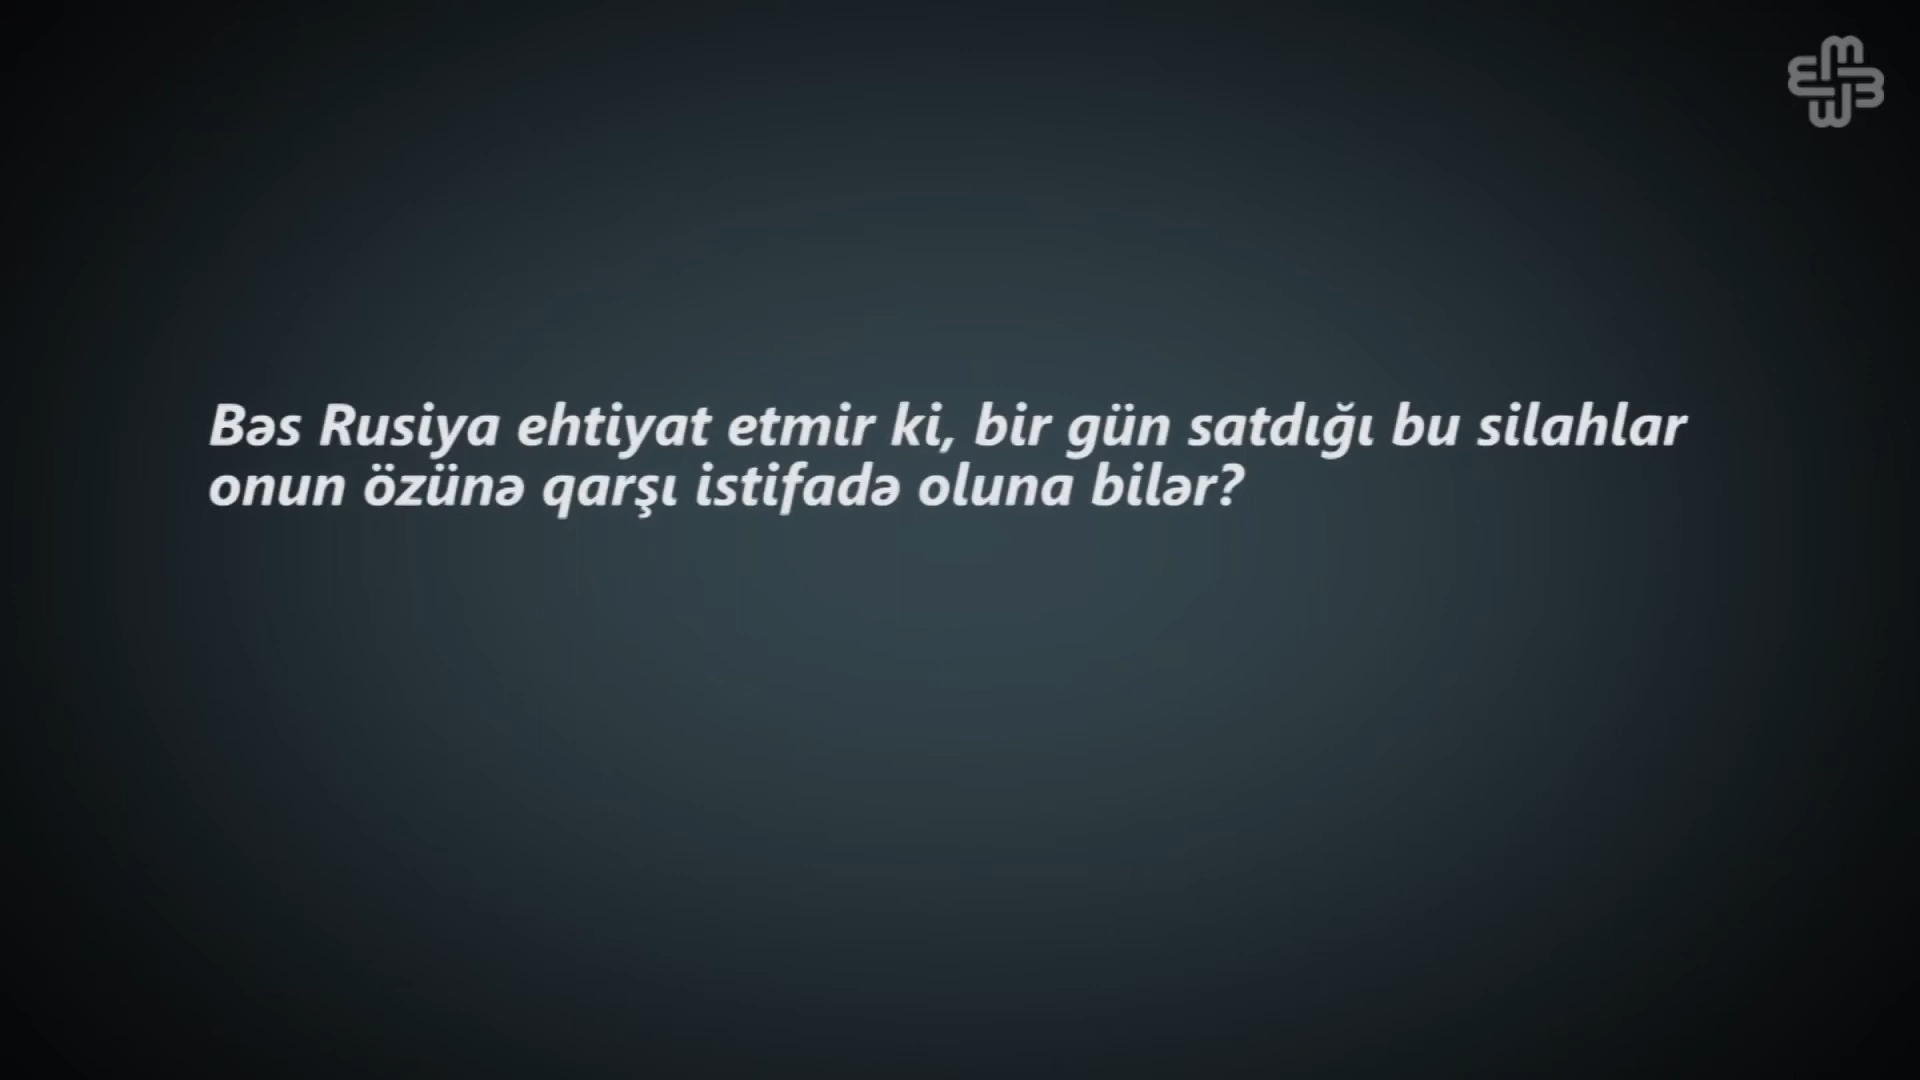 Bəs Rusiya ehtiyat etmir ki, bir gün satdığı bu silahlar
onun özünə qarşı istifadə oluna bilər?